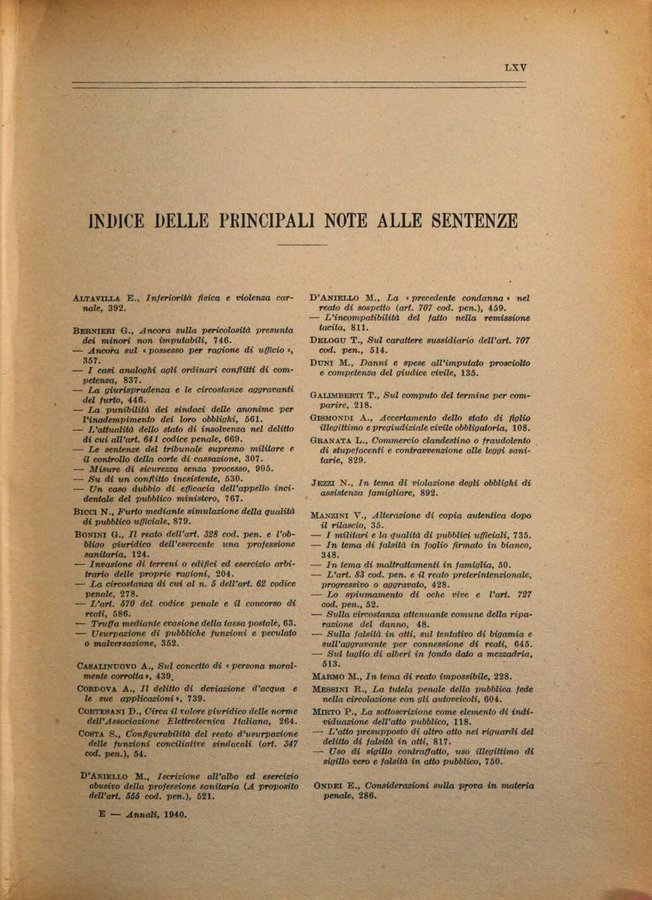 LXV
INDICE DELLE PRINCIPALI NOTE ALLE SENTENZE
ALTAVILLA E., Inferiorità fisica e violenza car-
nale, 392.
BERNIERI G., Ancora sulla pericolosità presunta
dei minori non imputabili, 746.
— Ancora sul « possesso per ragione di ufficio »,
357.
— I casi analoghi agli ordinari conflitti di com-
petenza, 837.
— La giurisprudenza e le circostanze aggravanti
del furto, 446.
— La punibilità dei sindaci delle anonime per
l'inadempimento dei loro obblighi, 561.
— L'attualità dello stato di insolvenza nel delitto
di cui all'art. 641 codice penale, 669.
— Le sentenze del tribunale supremo militare e
il controllo della corte di cassazione, 307.
— Misure di sicurezza senza processo, 905.
— Su di un conflitto inesistente, 530.
— Un caso dubbio di efficacia dell'appello inci-
dentale del pubblico ministero, 767.
BICCI N., Furto mediante simulazione della qualità
di pubblico ufficiale, 879.
BONINI G., Il reato dell'art. 328 cod. pen. e l'ob-
bligo giuridico dell'esercente una professione
sanitaria, 124.
— Invasione di terreni o edifici ed esercizio arbi-
trario delle proprie ragioni, 204.
— La circostanza di cui al n. 5 dell'art. 62 codice
penale, 278.
— L'art. 570 del codice penale e il concorso di
reati, 586.
— Truffa mediante evasione della tassa postale, 63.
— Usurpazione di pubbliche funzioni e peculato
o malversazione, 352.
CASALINUOVO A., Sul concetto di « persona moral-
mente corrotta », 439.
CORDOVA A., Il delitto di deviazione d'acqua e
le sue applicazioni », 739.
CORTESANI D., Circa il valore giuridico delle norme
dell'Associazione Elettrotecnica Italiana, 264.
COSTA S., Configurabilità del reato d'usurpazione
delle funzioni conciliative sindacali (art. 347
cod. pen.), 54.
D'ANIELLO M., Iscrizione all'albo ed esercizio
abusivo della professione sanitaria (A proposito
dell'art. 555 cod. pen.), 521.
E — Annali, 1940.
D'ANIELLO M., La « precedente condanna » nel
reato di sospetto (art. 707 cod. pen.), 459.
— L'incompatibilità del fatto nella remissione
tacita, 811.
DELOGU T., Sul carattere sussidiario dell'art. 707
cod. pen., 514.
DUNI M., Danni e spese all'imputato prosciolto
e competenza del giudice civile, 135.
GALIMBERTI T., Sul computo del termine per com-
parire, 218.
GISMONDI A., Accertamento dello stato di figlio
illegittimo e pregiudiziale civile obbligatoria, 108.
GRANATA L., Commercio clandestino o fraudolento
di stupefacenti e contravvenzione alle leggi sani-
tarie, 829.
JEZZI N., In tema di violazione degli obblighi di
assistenza famigliare, 892.
MANZINI V., Alterazione di copia autentica dopo
il rilascio, 35.
— I militari e la qualità di pubblici ufficiali, 735.
— In tema di falsità in foglio firmato in bianco,
348.
— In tema di maltrattamenti in famiglia, 50.
— L'art. 83 cod. pen. e il reato preterintenzionale,
progressivo o aggravato, 428.
— Lo spiumamento di oche vive e l'art. 727
cod. pen., 52.
— Sulla circostanza attenuante comune della ripa-
razione del danno, 48.
— Sulla falsità in atti, sul tentativo di bigamia e
sull'aggravante per connessione di reati, 645.
— Sul taglio di alberi in fondo dato a mezzadria,
513.
MARMO M., In tema di reato impossibile, 228.
MESSINI R., La tutela penale della pubblica fede
nella circolazione con gli autoveicoli, 604.
MIRTO P., La sottoscrizione come elemento di indi-
viduazione dell'atto pubblico, 118.
— L'atto presupposto di altro atto nei riguardi del
delitto di falsità in atti, 817.
— Uso di sigillo contraffatto, uso illegittimo di
sigillo vero e falsità in atto pubblico, 750.
ONDEI E., Considerazioni sulla prova in materia
penale, 286.